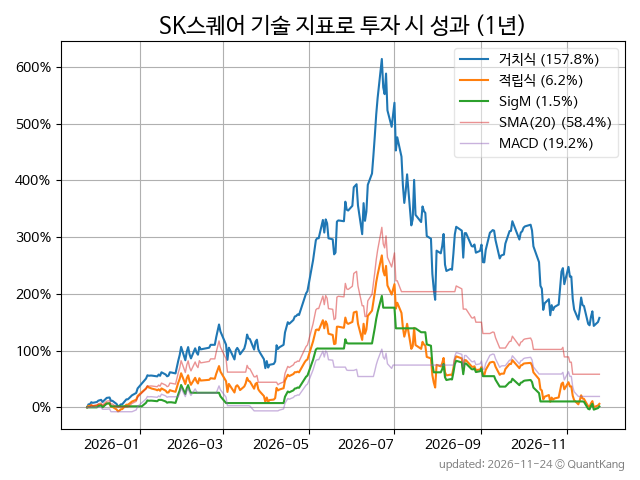 SK스퀘어 기술 지표로 투자 시 성과 (1년)
거치식 (157.8%)
적립식 (6.2%)
SigM (1.5%)
SMA(20) (58.4%)
MACD (19.2%)
600%
500%
400%
300%
200%
100%
0%
2026-01 2026-03 2026-05 2026-07 2026-09 2026-11
updated: 2026-11-24 © QuantKang